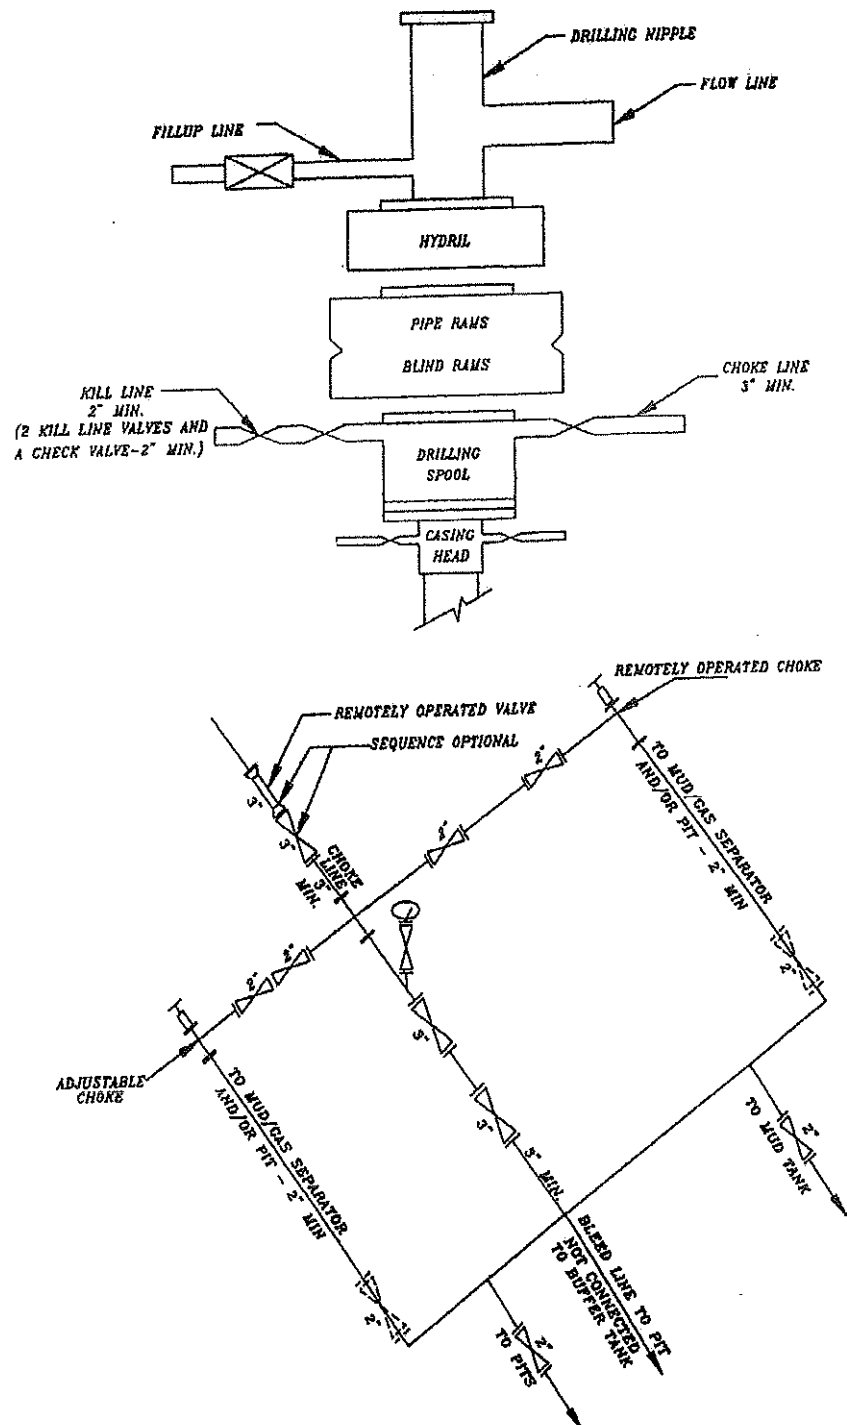 DRILLING NIPPLE
FLOW LINE
FILLUP LINE
HYDRIL
PIPE RAMS
BLIND RAMS
CHOKE LINE
3" MIN.
KILL LINE
2" MIN.
(2 KILL LINE VALVES AND
A CHECK VALVE-2" MIN.)
DRILLING
SPOOL
CASING
HEAD
REMOTELY OPERATED CHOKE
REMOTELY OPERATED VALVE
SEQUENCE OPTIONAL
3"
3"
CHOKE
LINE
3"
MIN.
2"
2"
TO MUD/GAS SEPARATOR
AND/OR PIT - 2" MIN
2"
2"
2"
ADJUSTABLE
CHOKE
TO MUD/GAS SEPARATOR
AND/OR PIT - 2" MIN
2"
3"
3"
3" MIN.
2"
TO MUD TANK
BLEED LINE TO PIT
NOT CONNECTED
TO BUFFER TANK
2"
TO PITS